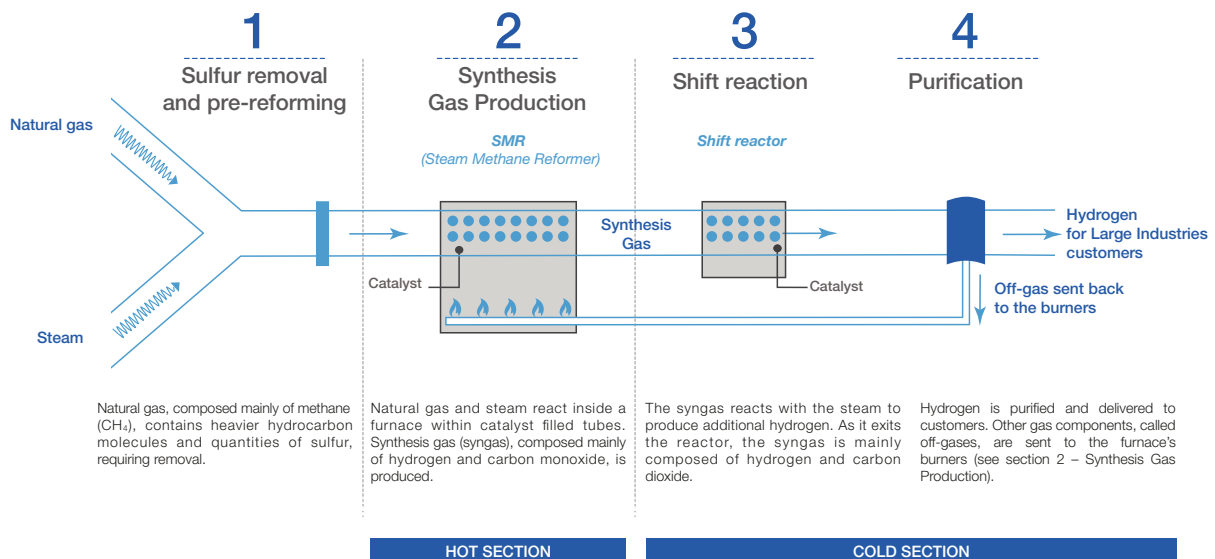 1
Sulfur removal
and pre-reforming
2
Synthesis
Gas Production
3
Shift reaction
4
Purification
SMR
(Steam Methane Reformer)
Shift reactor
Natural gas
Steam
Catalyst
Synthesis
Gas
Catalyst
Hydrogen
for Large Industries
customers
Off-gas sent back
to the burners
Natural gas, composed mainly of methane
(CH₄), contains heavier hydrocarbon
molecules and quantities of sulfur,
requiring removal.
Natural gas and steam react inside a
furnace within catalyst filled tubes.
Synthesis gas (syngas), composed mainly
of hydrogen and carbon monoxide, is
produced.
The syngas reacts with the steam to
produce additional hydrogen. As it exits
the reactor, the syngas is mainly
composed of hydrogen and carbon
dioxide.
Hydrogen is purified and delivered to
customers. Other gas components, called
off-gases, are sent to the furnace's
burners (see section 2 – Synthesis Gas
Production).
HOT SECTION
COLD SECTION